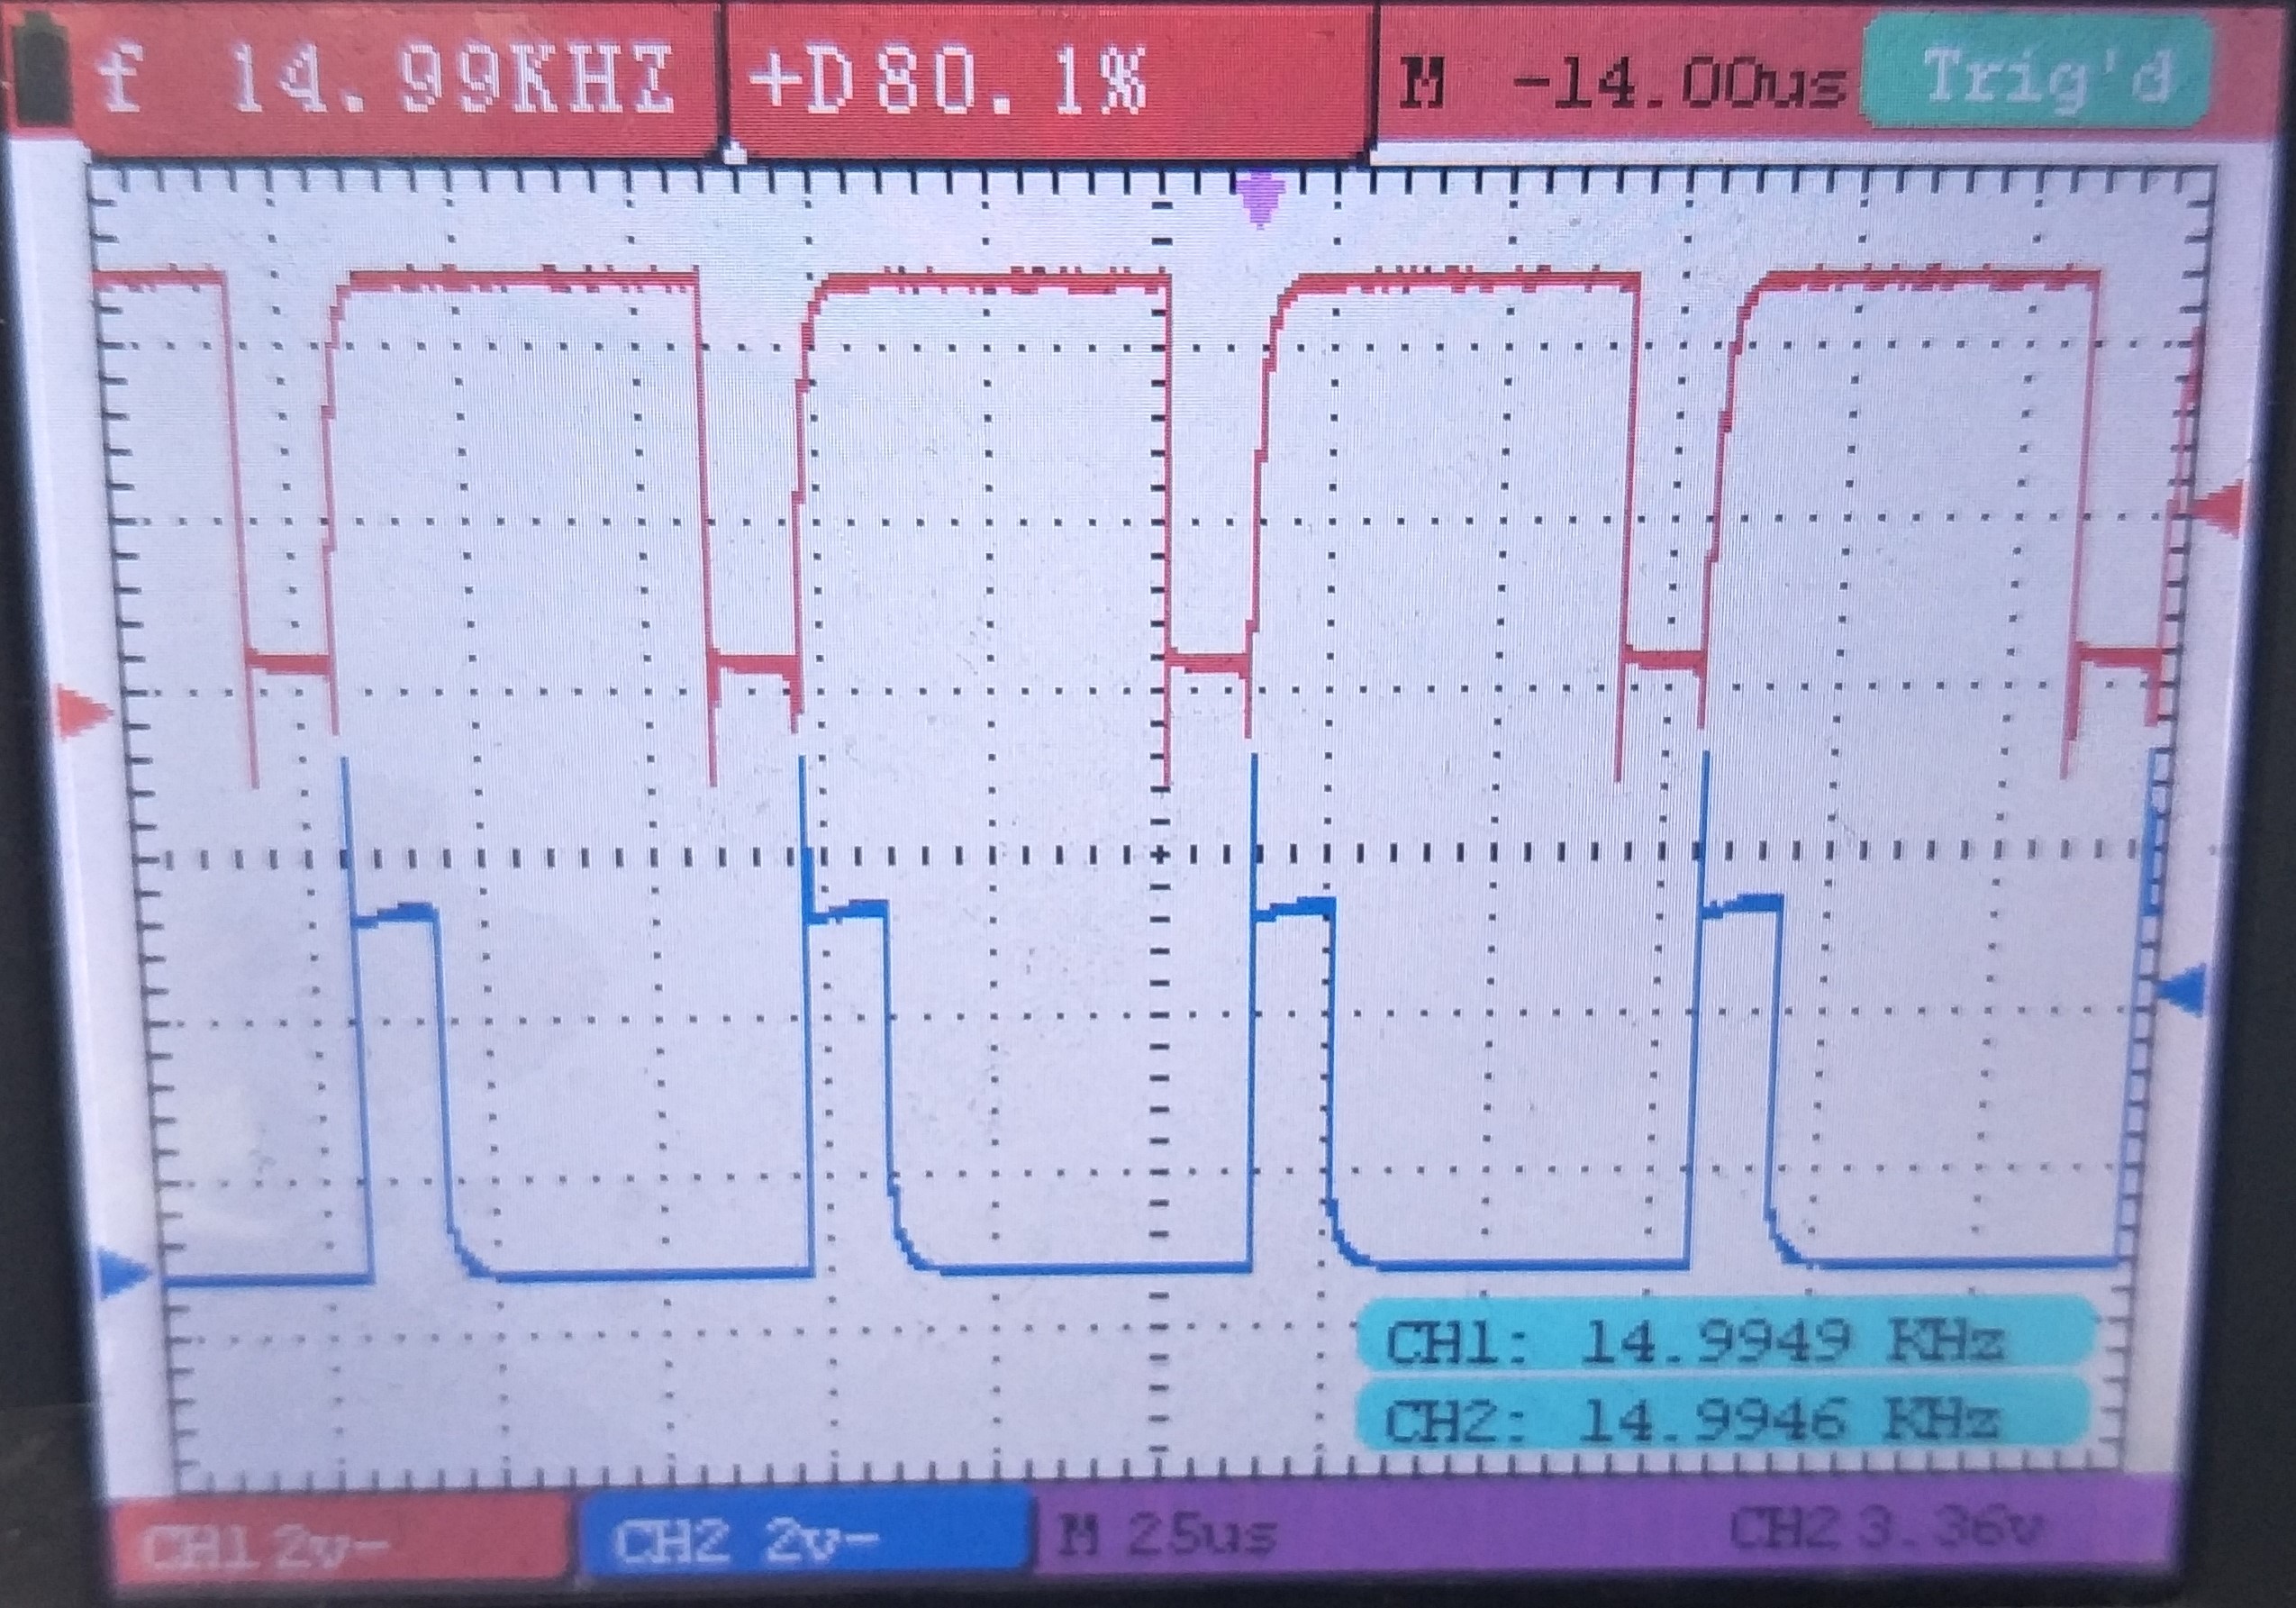 f 14.99KHZ +D80.1% M -14.00us Trig'd
CH1: 14.9949 KHz
CH2: 14.9946 KHz
CH1 2v- CH2 2v- M 25us CH2 3.36v